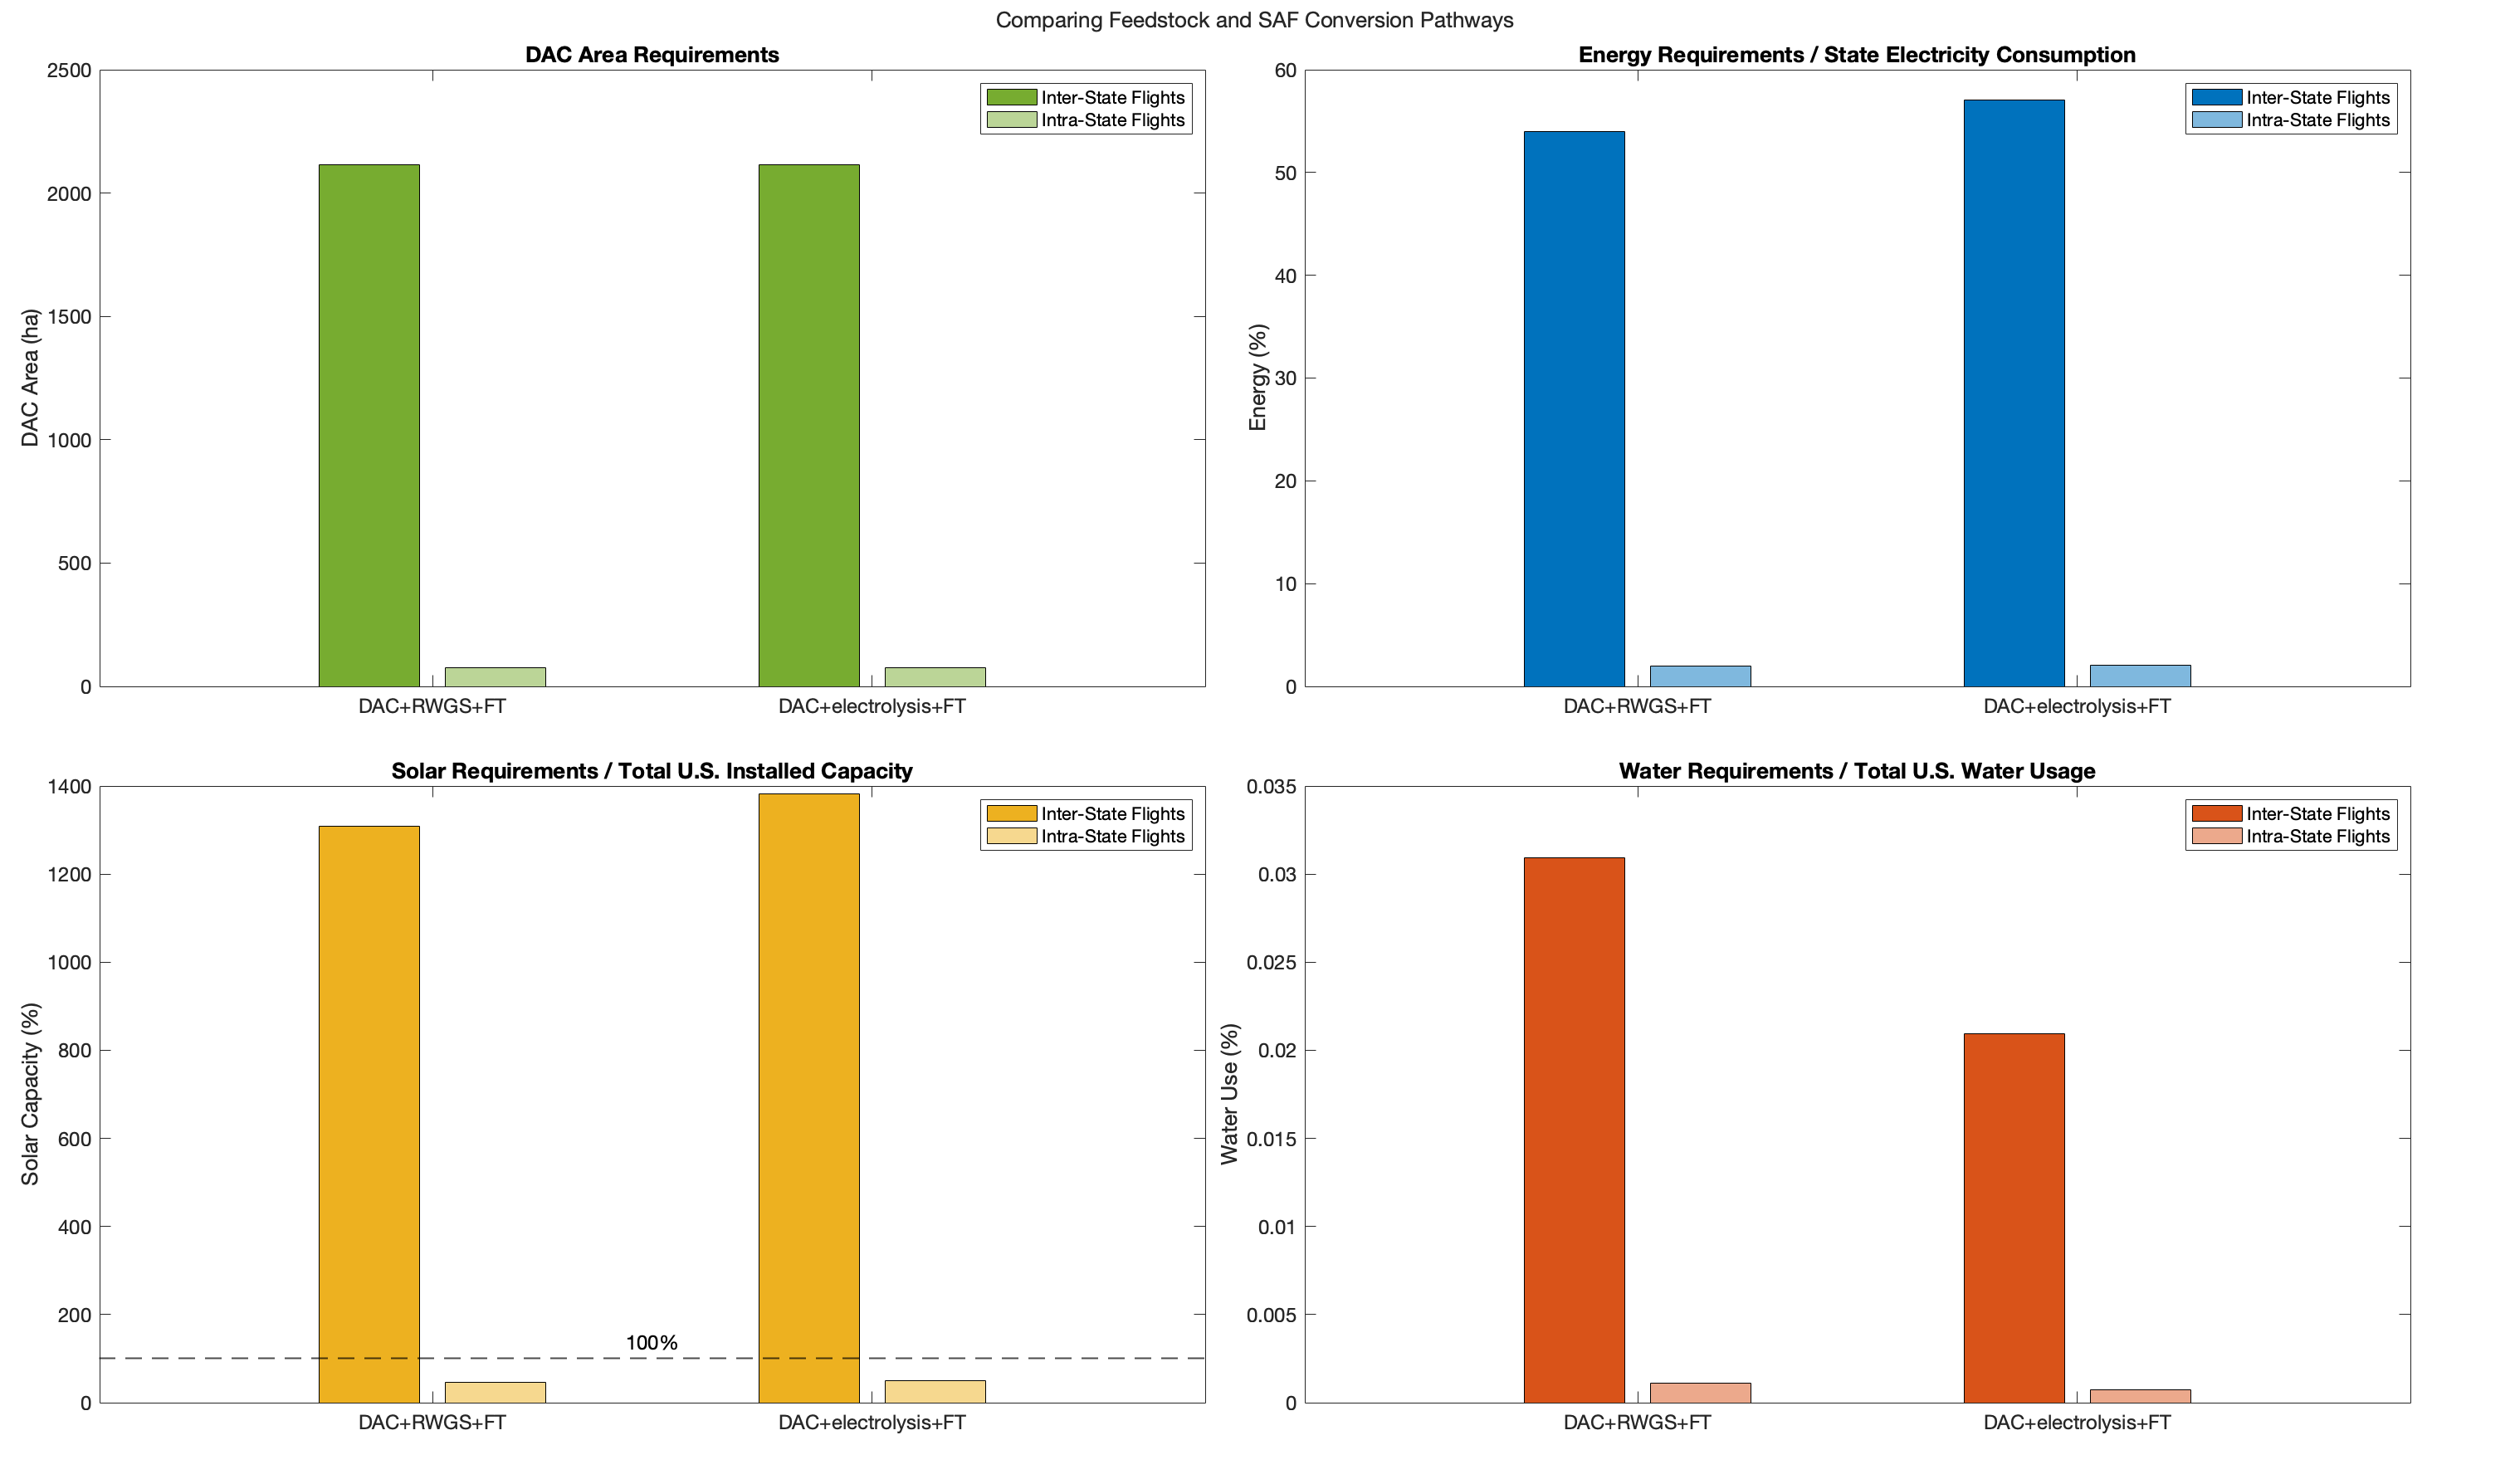 Comparing Feedstock and SAF Conversion Pathways
DAC Area Requirements
DAC Area (ha)
2500
2000
1500
1000
500
0
Inter-State Flights
Intra-State Flights
DAC+RWGS+FT
DAC+electrolysis+FT
Energy Requirements / State Electricity Consumption
Energy (%)
60
50
40
30
20
10
0
Inter-State Flights
Intra-State Flights
DAC+RWGS+FT
DAC+electrolysis+FT
Solar Requirements / Total U.S. Installed Capacity
Solar Capacity (%)
1400
1200
1000
800
600
400
200
0
Inter-State Flights
Intra-State Flights
100%
DAC+RWGS+FT
DAC+electrolysis+FT
Water Requirements / Total U.S. Water Usage
Water Use (%)
0.035
0.03
0.025
0.02
0.015
0.01
0.005
0
Inter-State Flights
Intra-State Flights
DAC+RWGS+FT
DAC+electrolysis+FT